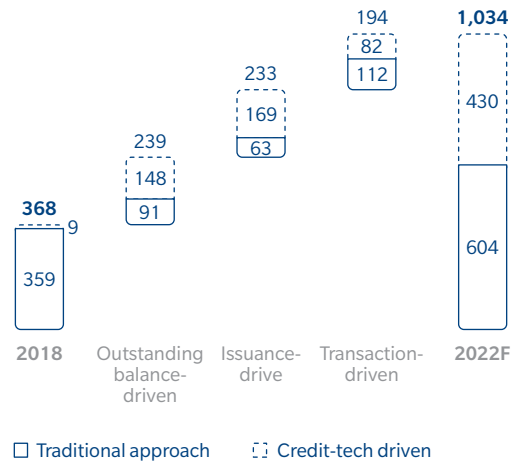 194
1,034
82
112
233
169
63
430
239
148
91
368
9
359
604
2018
Outstanding
balance-
driven
Issuance-
drive
Transaction-
driven
2022F
Traditional approach
Credit-tech driven